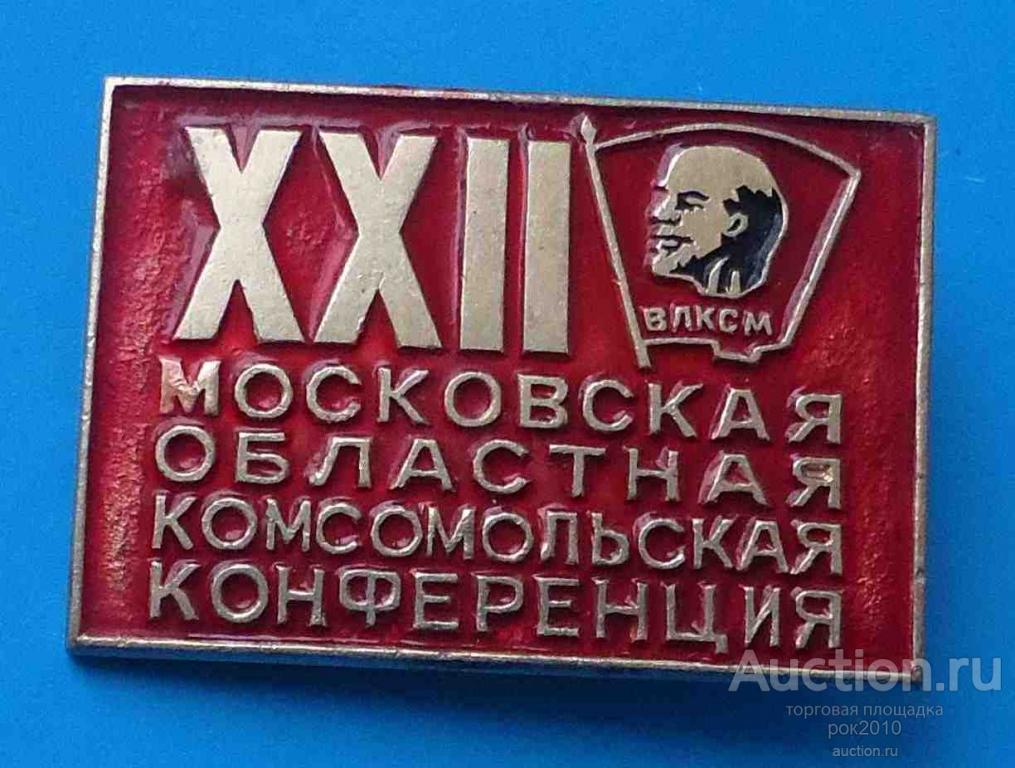 XXII
ВЛКСМ
МОСКОВСКАЯ
ОБЛАСТНАЯ
КОМСОМОЛЬСКАЯ
КОНФЕРЕНЦИЯ
Auction.ru
торговая площадка
рок2010
auction.ru